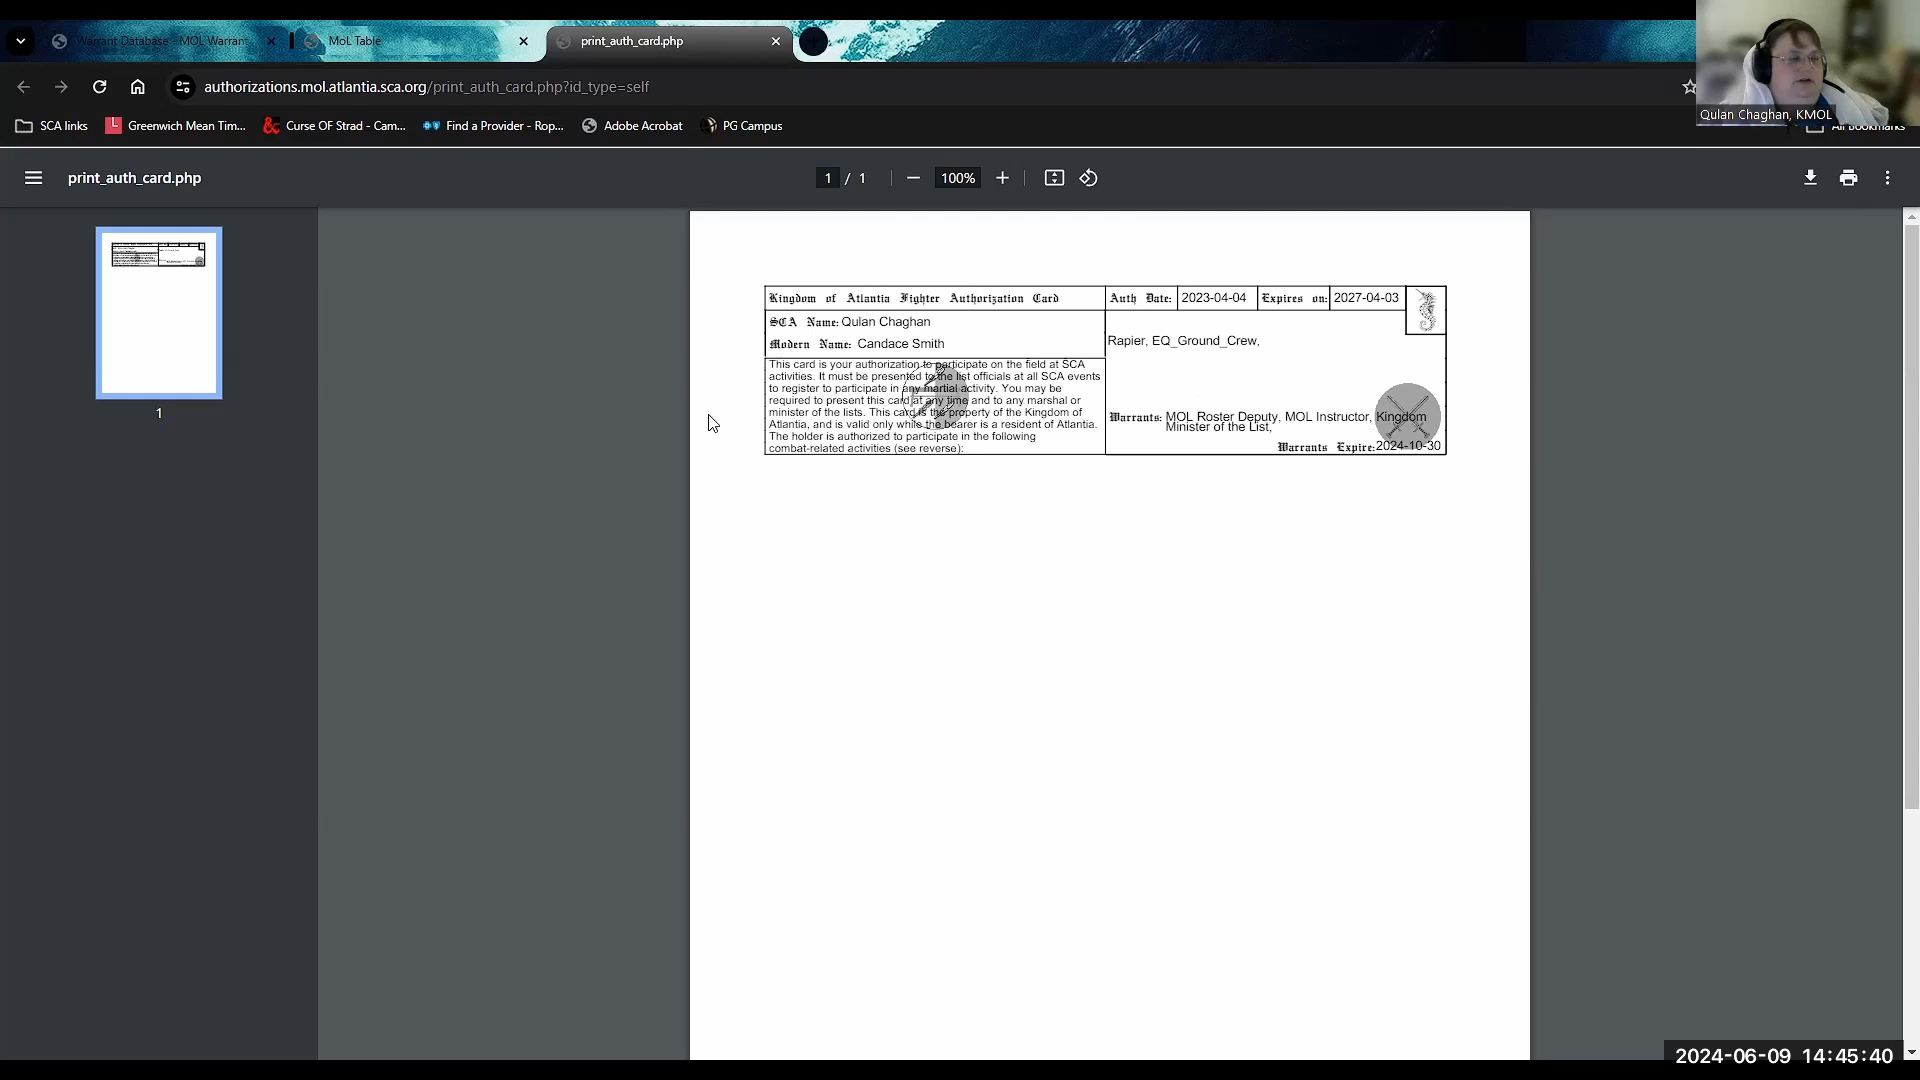 Warrant Database - MOL Warrant
MoL Table
print_auth_card.php
authorizations.mol.atlantia.sca.org/print_auth_card.php?id_type=self
SCA links
Greenwich Mean Tim...
Curse OF Strad - Cam...
Find a Provider - Rop...
Adobe Acrobat
PG Campus
All Bookmarks
Qulan Chaghan, KMOL
print_auth_card.php
1 / 1
100%
1
Kingdom of Atlantia Fighter Authorization Card
Auth Date: 2023-04-04 Expires on: 2027-04-03
SCA Name: Qulan Chaghan
Modern Name: Candace Smith
Rapier, EQ_Ground_Crew,
This card is your authorization to participate on the field at SCA
activities. It must be presented to the list officials at all SCA events
to register to participate in any martial activity. You may be
required to present this card at any time and to any marshal or
minister of the lists. This card is the property of the Kingdom of
Atlantia, and is valid only while the bearer is a resident of Atlantia.
The holder is authorized to participate in the following
combat-related activities (see reverse):
Warrants: MOL Roster Deputy, MOL Instructor, Kingdom
Minister of the List,
Warrants Expire: 2024-10-30
2024-06-09 14:45:40